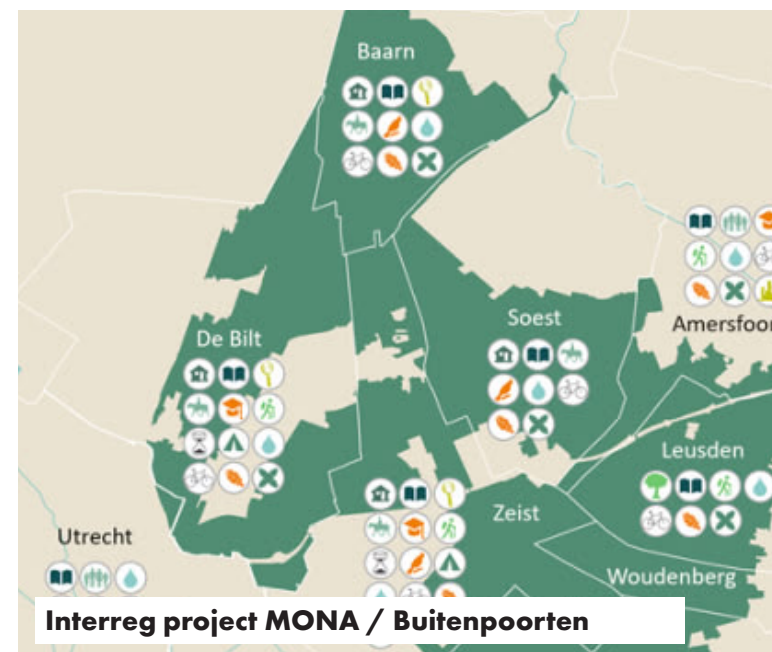 Baarn
De Bilt
Soest
Amersfoor
Leusden
Zeist
Utrecht
Woudenberg
Interreg project MONA / Buitenpoorten